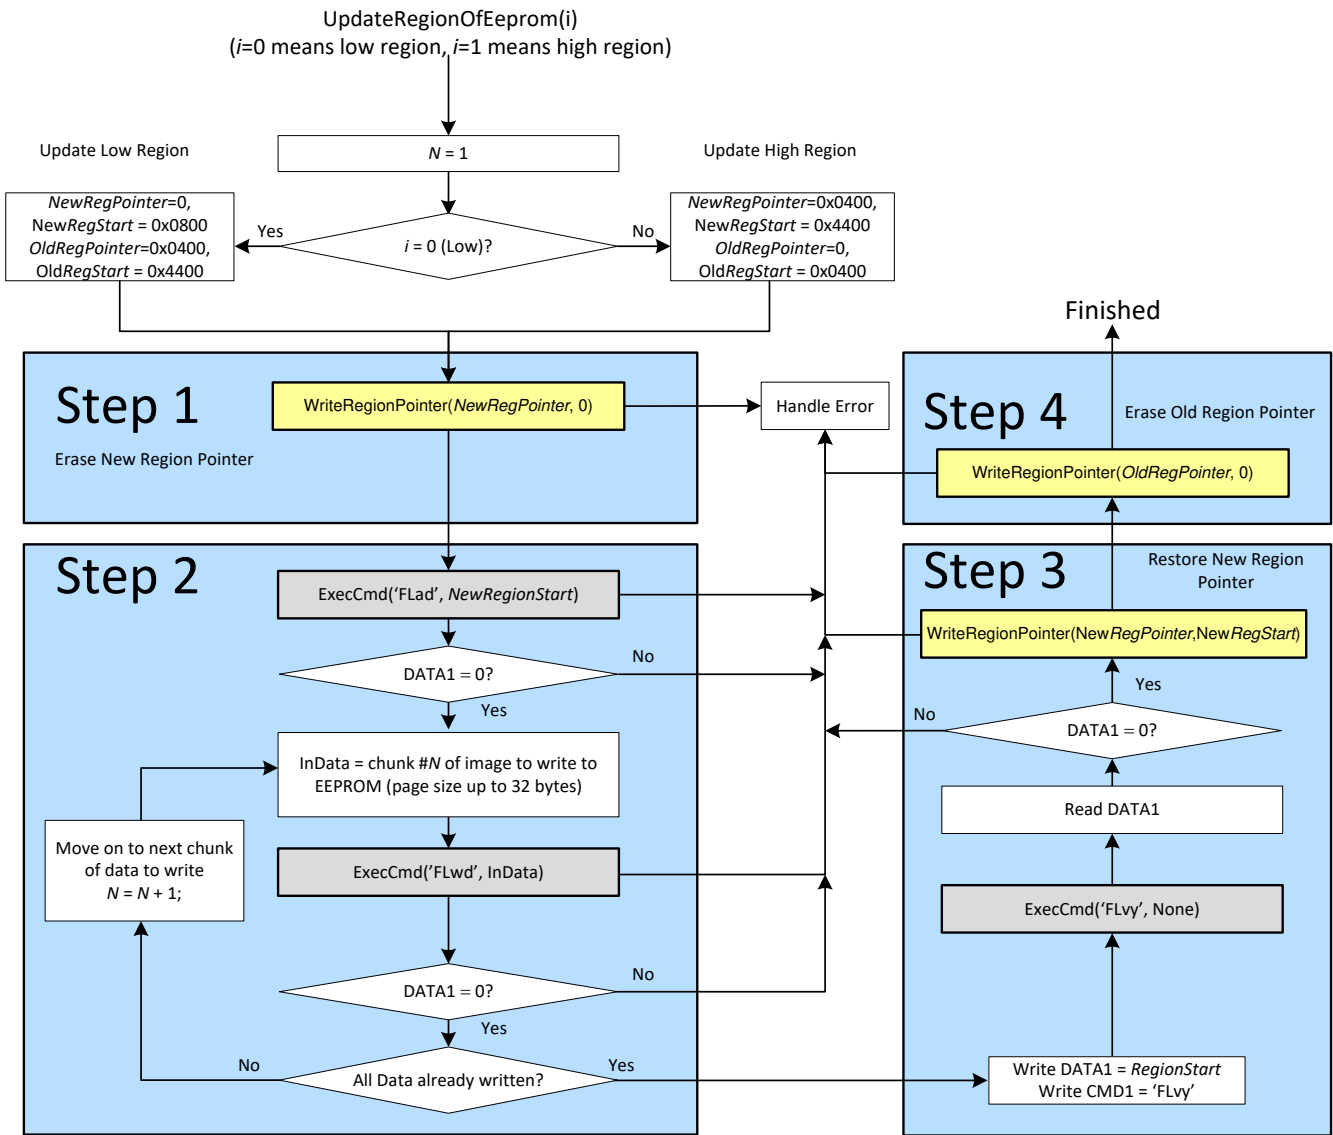 UpdateRegionOfEeprom(i)
(i=0 means low region, i=1 means high region)
Update Low Region
N = 1
Update High Region
NewRegPointer=0,
NewRegStart = 0x0800
OldRegPointer=0x0400,
OldRegStart = 0x4400
Yes
i = 0 (Low)?
No
NewRegPointer=0x0400,
NewRegStart = 0x4400
OldRegPointer=0,
OldRegStart = 0x0400
Finished
Step 1
WriteRegionPointer(NewRegPointer, 0)
Erase New Region Pointer
Handle Error
Step 4
Erase Old Region Pointer
WriteRegionPointer(OldRegPointer, 0)
Step 2
ExecCmd(‘FLad’, NewRegionStart)
DATA1 = 0?
No
Yes
InData = chunk #N of image to write to
EEPROM (page size up to 32 bytes)
Move on to next chunk
of data to write
N = N + 1;
ExecCmd(’FLwd’, InData)
DATA1 = 0?
No
Yes
No
All Data already written?
Yes
Step 3
Restore New Region
Pointer
WriteRegionPointer(NewRegPointer,NewRegStart)
Yes
No
DATA1 = 0?
Read DATA1
ExecCmd(‘FLvy’, None)
Write DATA1 = RegionStart
Write CMD1 = ‘FLvy’